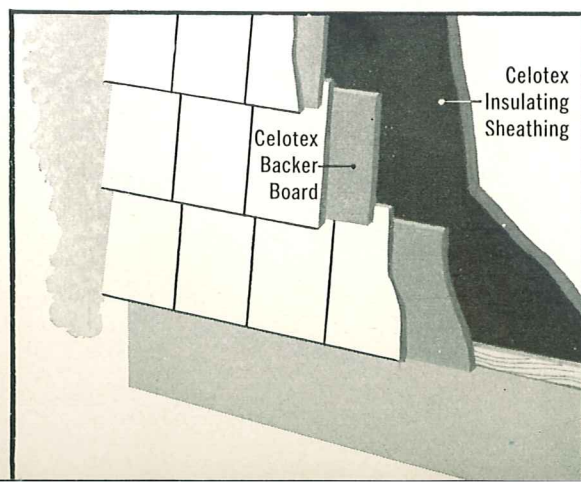 Celotex
Insulating
Sheathing
Celotex
Backer
Board